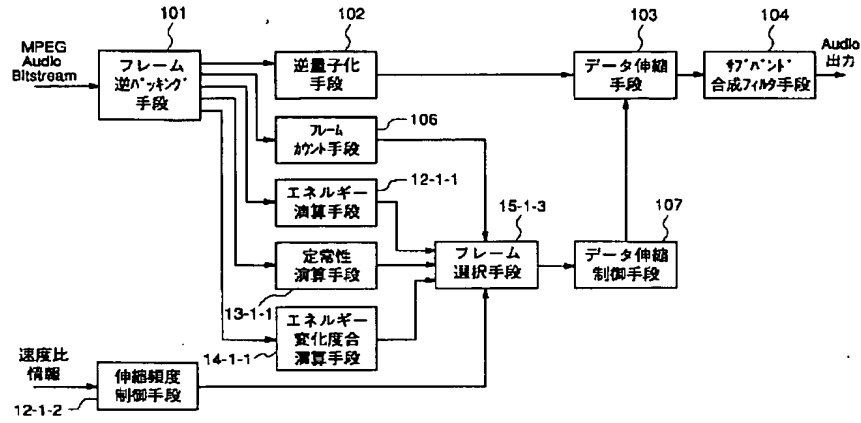 101
102
103
104
MPEG
Audio
Bitstream
フレーム
逆パッキング
手段
逆量子化
手段
データ伸縮
手段
サブバンド
合成フィルタ手段
Audio
出力
106
フレーム
カウント手段
12-1-1
エネルギー
演算手段
15-1-3
107
フレーム
選択手段
データ伸縮
制御手段
定常性
演算手段
13-1-1
エネルギー
変化度合
演算手段
14-1-1
速度比
情報
伸縮頻度
制御手段
12-1-2